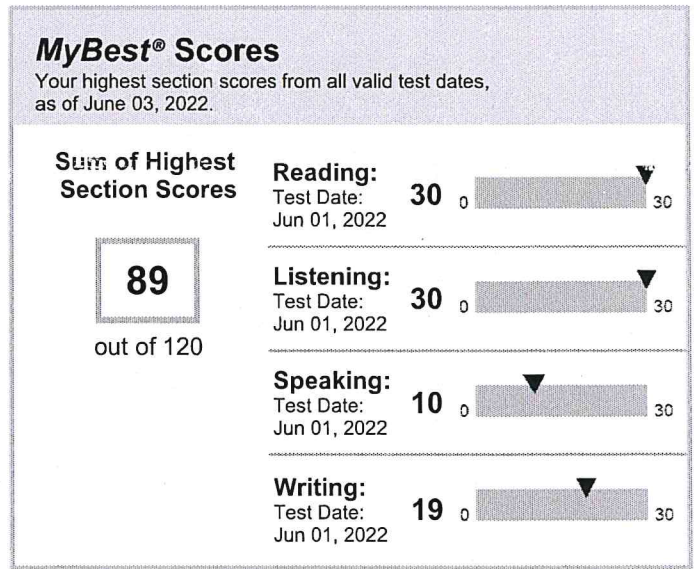 MyBest® Scores
Your highest section scores from all valid test dates,
as of June 03, 2022.
Sum of Highest
Section Scores
89
out of 120
Reading:
Test Date:
Jun 01, 2022
30
0
30
Listening:
Test Date:
Jun 01, 2022
30
0
30
Speaking:
Test Date:
Jun 01, 2022
10
0
30
Writing:
Test Date:
Jun 01, 2022
19
0
30